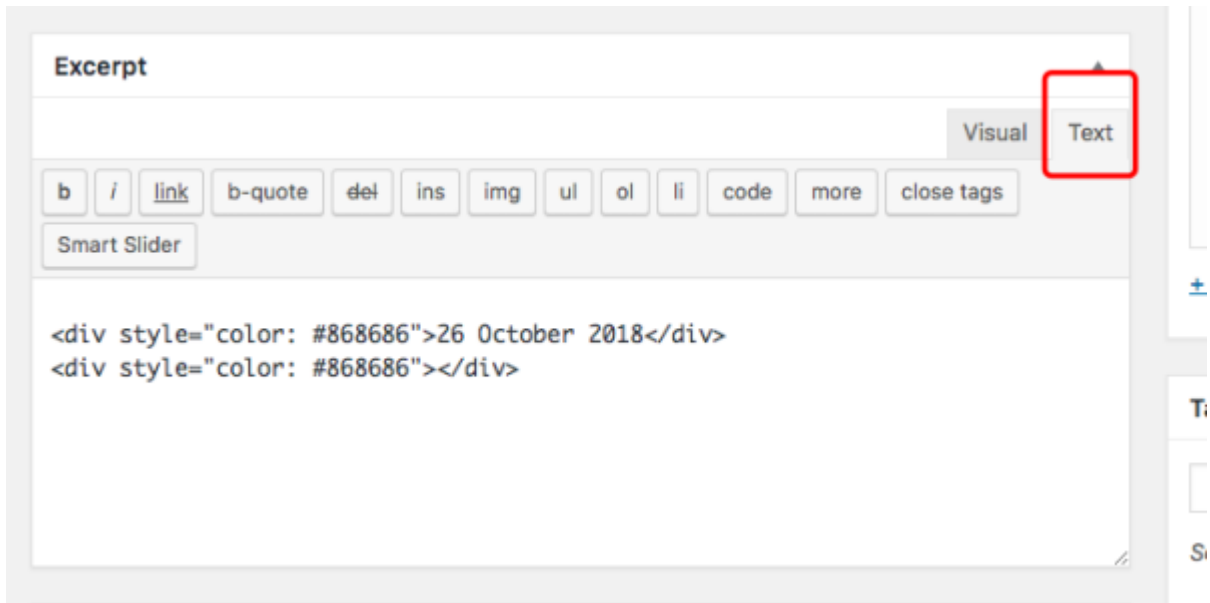 Excerpt
Visual Text
b i link b-quote del ins img ul ol li code more close tags
Smart Slider
<div style="color: #868686">26 October 2018</div>
<div style="color: #868686"></div>
+